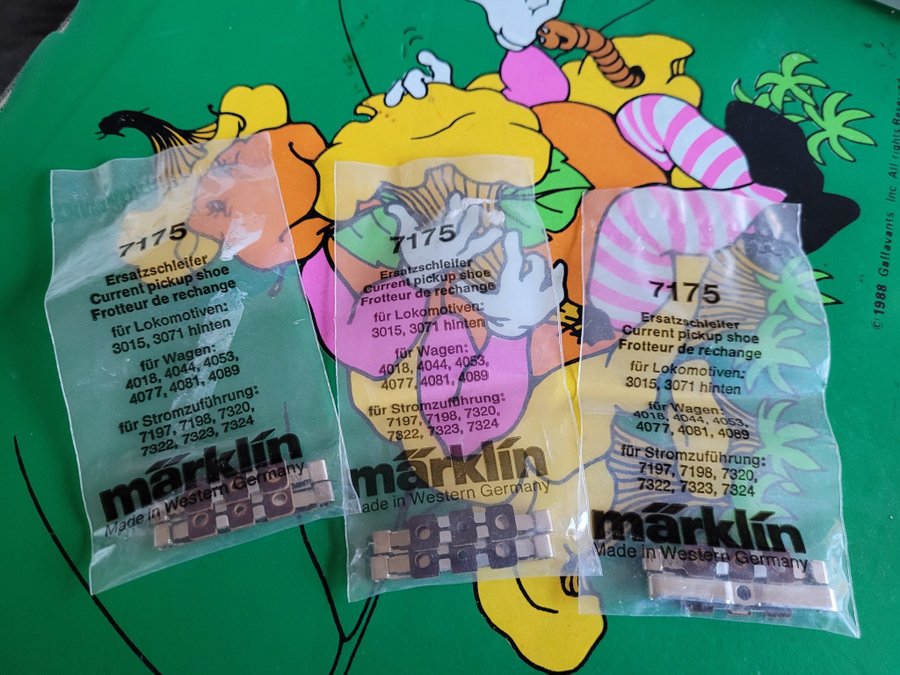 7175
Ersatzschleifer
Current pickup shoe
Frotteur de rechange
für Lokomotiven:
3015, 3071 hinten
für Wagen:
4018, 4044, 4053,
4077, 4081, 4089
für Stromzuführung:
7197, 7198, 7320,
7322, 7323, 7324
märklin
Made in Western Germany
7175
Ersatzschleifer
Current pickup shoe
Frotteur de rechange
für Lokomotiven:
3015, 3071 hinten
für Wagen:
4018, 4044, 4053,
4077, 4081, 4089
für Stromzuführung:
7197, 7198, 7320,
7322, 7323, 7324
märklin
Made in Western Germany
7175
Ersatzschleifer
Current pickup shoe
Frotteur de rechange
für Lokomotiven:
3015, 3071 hinten
für Wagen:
4018, 4044, 4053,
4077, 4081, 4089
für Stromzuführung:
7197, 7198, 7320,
7322, 7323, 7324
märklin
Made in Western Germany
© 1988 Gallavants Inc. All rights